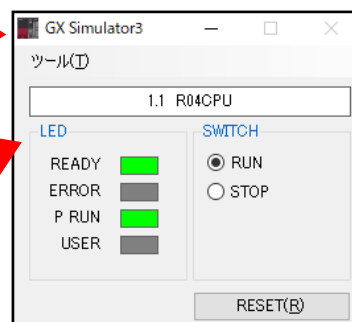 GX Simulator3
ツール(T)
1.1 R04CPU
LED
READY
ERROR
P RUN
USER
SWITCH
RUN
STOP
RESET(R)